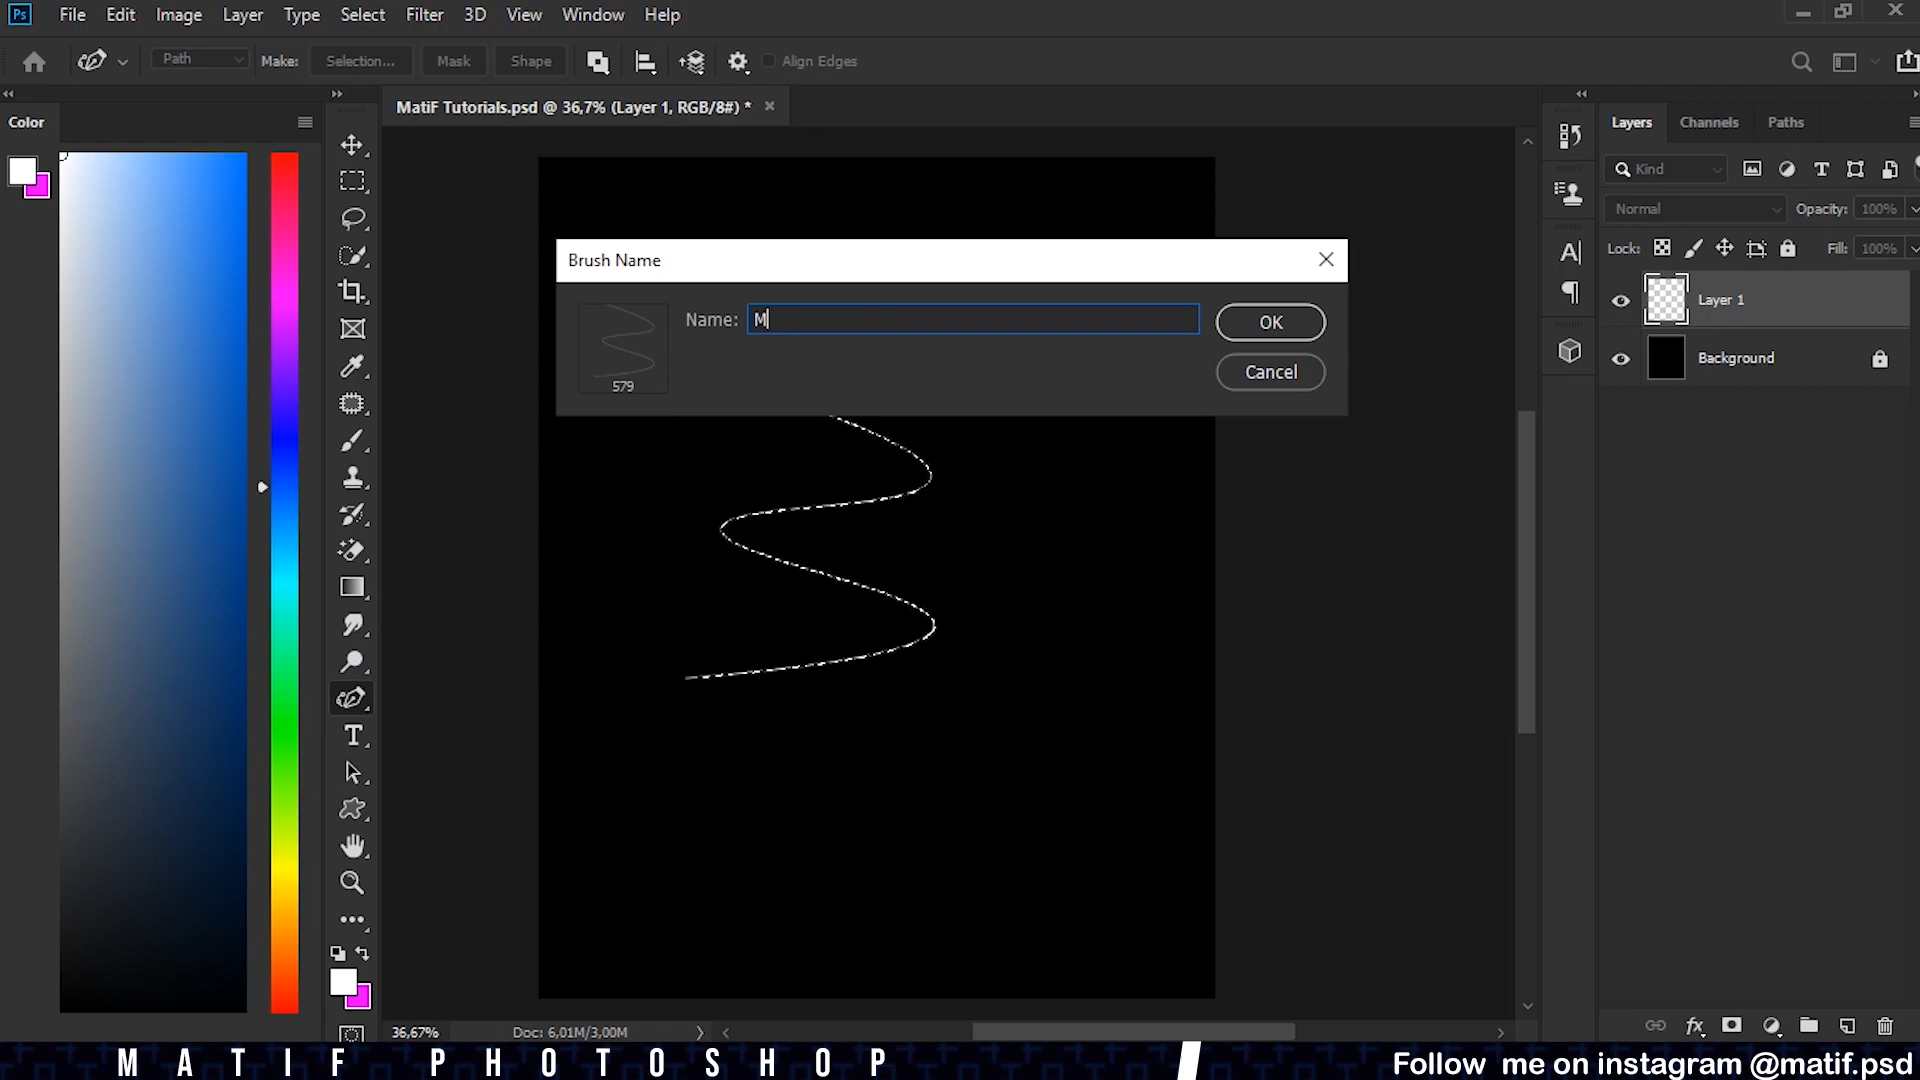 Ps File Edit Image Layer Type Select Filter 3D View Window Help
Path Make: Selection... Mask Shape Align Edges
Color
MatiF Tutorials.psd @ 36,7% (Layer 1, RGB/8#) *
Layers Channels Paths
Kind
Normal Opacity: 100%
Lock: Fill: 100%
Layer 1
Background
Brush Name
Name: M
OK
Cancel
579
36,67% Doc: 6,01M/3,00M
MATIF PHOTOSHOP
Follow me on instagram @matif.psd